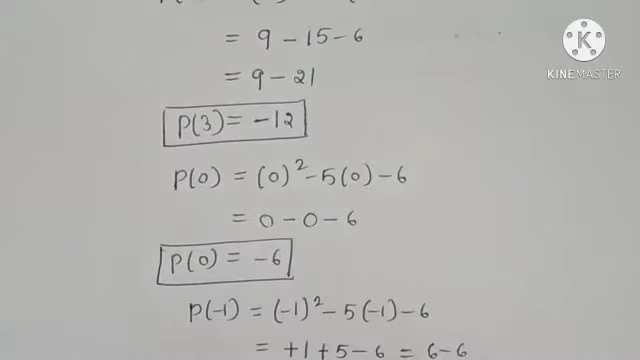 = 9 - 15 - 6
= 9 - 21
P(3) = -12
P(0) = (0)² - 5(0) - 6
= 0 - 0 - 6
P(0) = -6
P(-1) = (-1)² - 5(-1) - 6
= +1 + 5 - 6 = 6 - 6
KINEMASTER